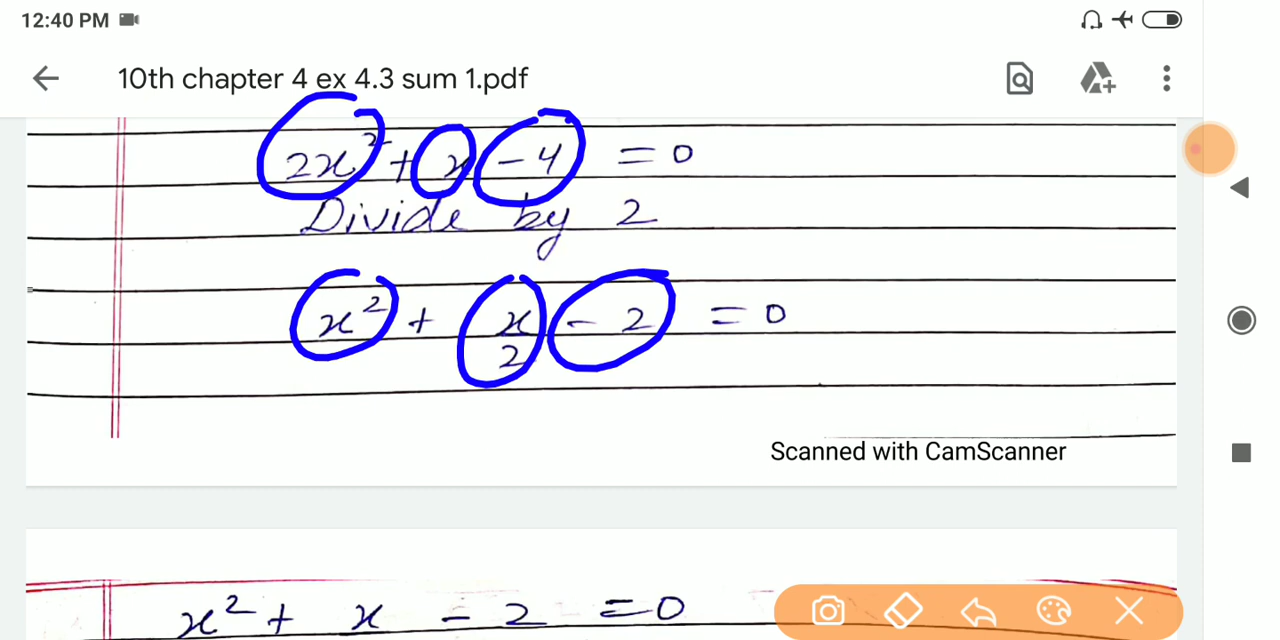 12:40 PM
10th chapter 4 ex 4.3 sum 1.pdf
2x² + x - 4 = 0
Divide by 2
x² + x/2 - 2 = 0
Scanned with CamScanner
x² + x - 2 = 0